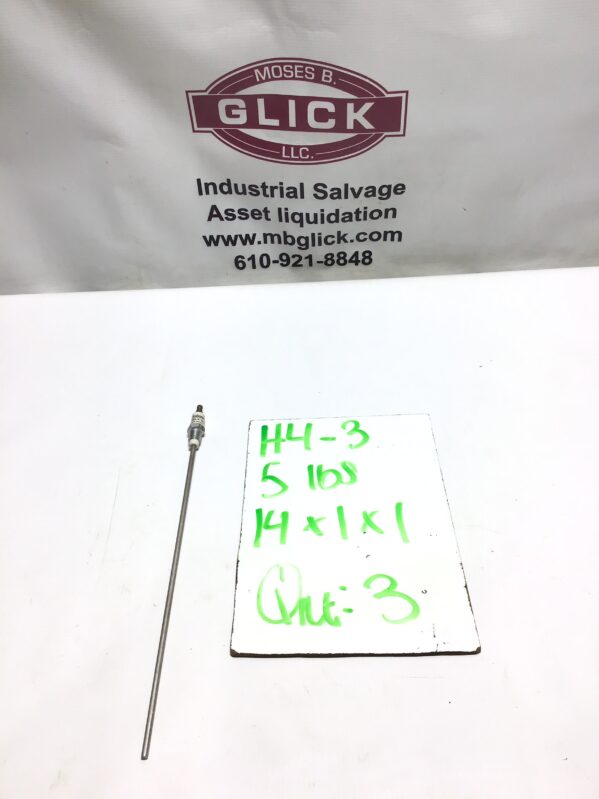 MOSES B.
GLICK
LLC.
Industrial Salvage
Asset liquidation
www.mbglick.com
610-921-8848
H4-3
5 lbs
14 x 1 x 1
Qnt: 3